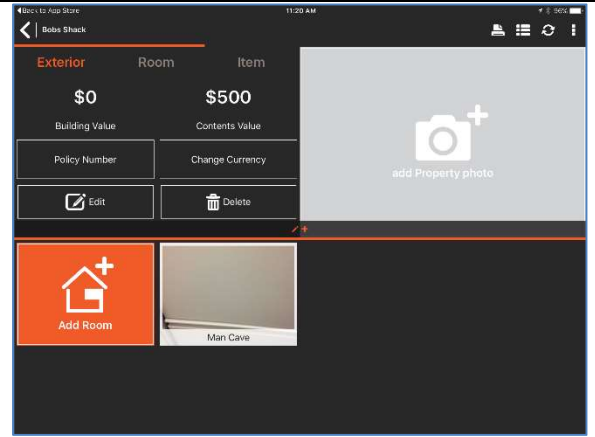 Back to App Store 11:20 AM 96%
Bobs Shack
Exterior Room Item
$0 $500
Building Value Contents Value
Policy Number Change Currency
Edit Delete
add Property photo
Add Room
Man Cave